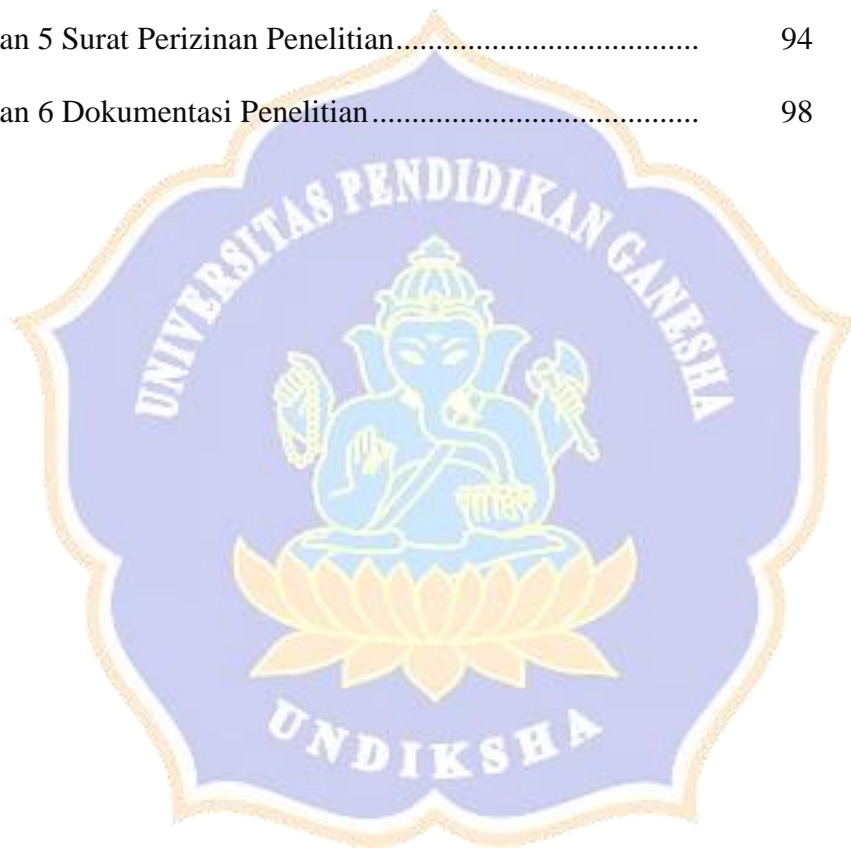 an 5 Surat Perizinan Penelitian...................................... 94
an 6 Dokumentasi Penelitian......................................... 98
UNIVERSITAS PENDIDIKAN GANESHA
UNDIKSHA